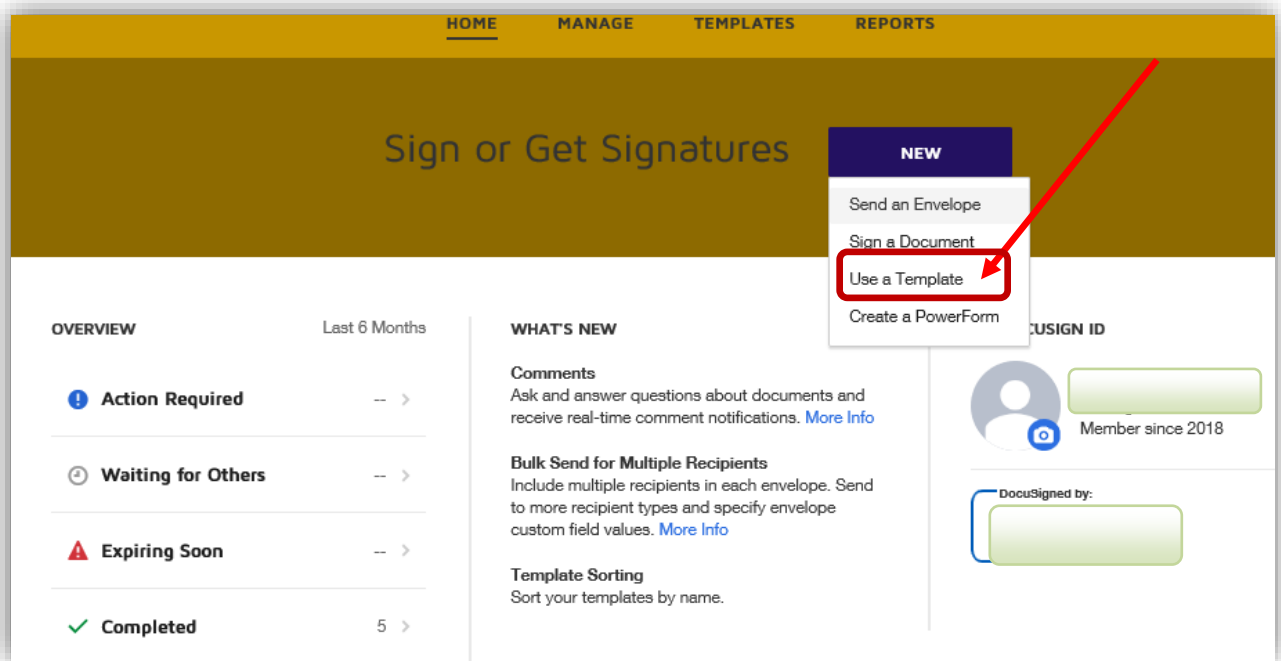 HOME MANAGE TEMPLATES REPORTS
Sign or Get Signatures
NEW
Send an Envelope
Sign a Document
Use a Template
Create a PowerForm
OVERVIEW Last 6 Months
Action Required --
Waiting for Others --
Expiring Soon --
Completed 5
WHAT'S NEW
Comments
Ask and answer questions about documents and
receive real-time comment notifications. More Info
Bulk Send for Multiple Recipients
Include multiple recipients in each envelope. Send
to more recipient types and specify envelope
custom field values. More Info
Template Sorting
Sort your templates by name.
CUSIGN ID
Member since 2018
DocuSigned by: